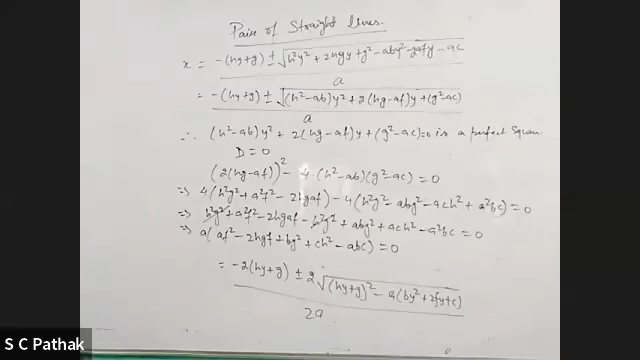 Pair of Straight lines.
x = -(hy+g) ± √h²y² + 2hgy + g² - aby² - 2afy - ac / a
= -(hy+g) ± √(h²-ab)y² + 2(hg-af)y + (g²-ac) / a
∴ (h²-ab)y² + 2(hg-af)y + (g²-ac)=0 is a perfect Square.
D = 0
(2(hg-af))² - 4(h²-ab)(g²-ac) = 0
⇒ 4(h²g² + a²f² - 2hgaf) - 4(h²g² - abg² - ach² + a²bc) = 0
⇒ h²g² + a²f² - 2hgaf - h²g² + abg² + ach² - a²bc = 0
⇒ a(af² - 2hgf + bg² + ch² - abc) = 0
= -2(hy+g) ± 2√(hy+g)² - a(by²+2fy+c) / 2a
S C Pathak